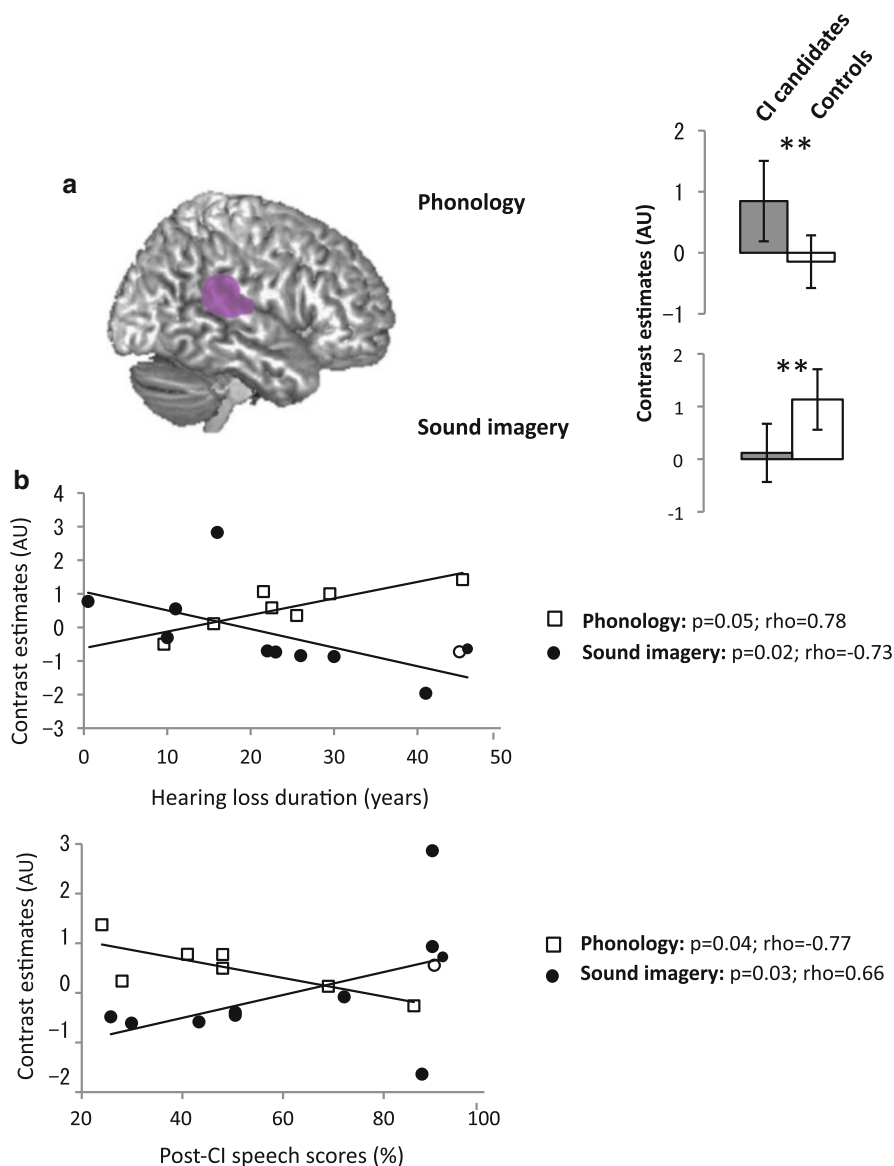 CI candidates
Controls
a
Phonology
Sound imagery
Contrast estimates (AU)
2
**
1
0
−1
2
**
1
0
-1
b
Contrast estimates (AU)
4
3
2
1
0
−1
−2
−3
0 10 20 30 40 50
Hearing loss duration (years)
Phonology: p=0.05; rho=0.78
Sound imagery: p=0.02; rho=-0.73
Contrast estimates (AU)
3
2
1
0
−1
−2
20 40 60 80 100
Post-CI speech scores (%)
Phonology: p=0.04; rho=-0.77
Sound imagery: p=0.03; rho=0.66